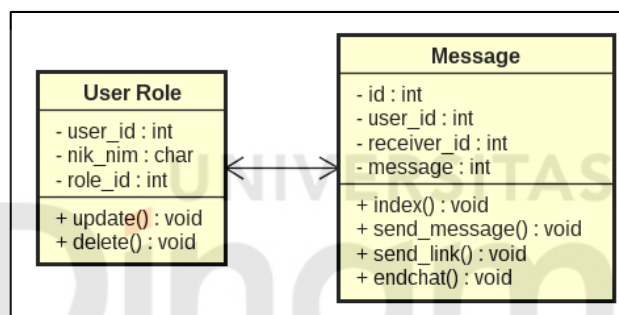 User Role
- user_id : int
- nik_nim : char
- role_id : int
+ update() : void
+ delete() : void
Message
- id : int
- user_id : int
- receiver_id : int
- message : int
+ index() : void
+ send_message() : void
+ send_link() : void
+ endchat() : void
UNIVERSITAS